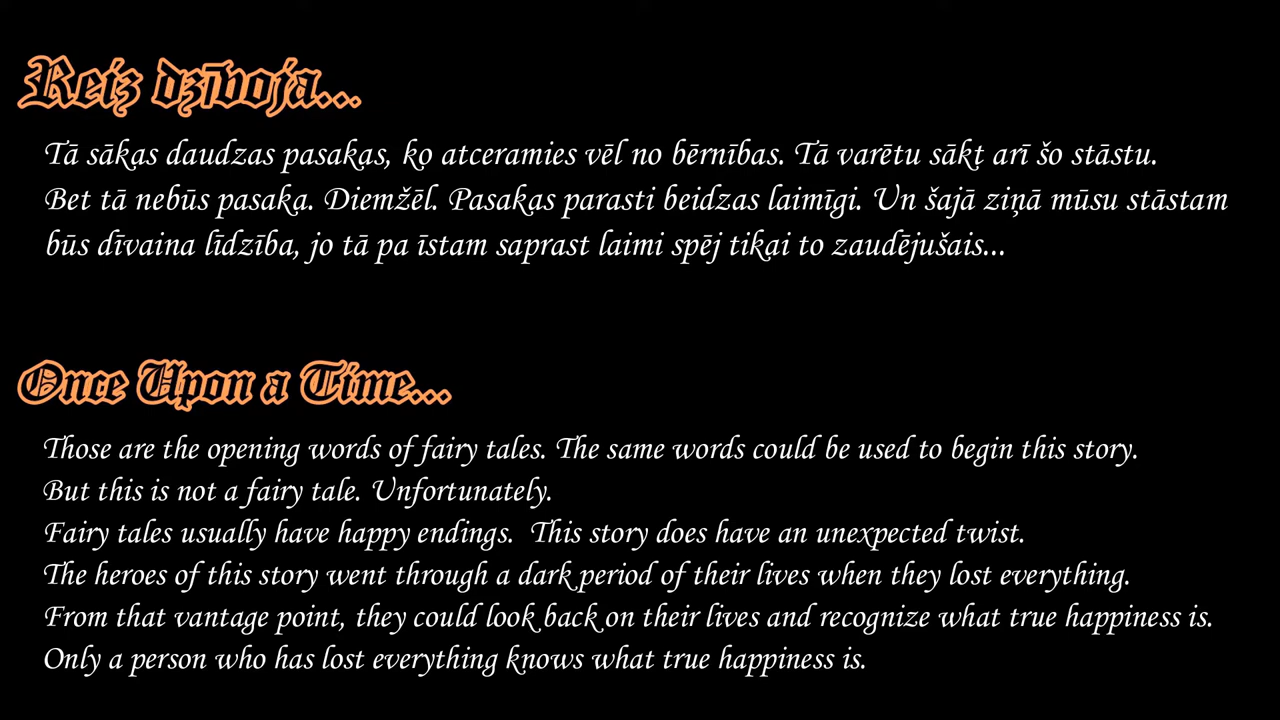 Reiz dzīvoja...
Tā sākas daudzas pasakas, ko atceramies vēl no bērnības. Tā varētu sākt arī šo stāstu.
Bet tā nebūs pasaka. Diemžēl. Pasakas parasti beidzas laimīgi. Un šajā ziņā mūsu stāstam
būs dīvaina līdzība, jo tā pa īstam saprast laimi spēj tikai to zaudējušais...
Once Upon a Time...
Those are the opening words of fairy tales. The same words could be used to begin this story.
But this is not a fairy tale. Unfortunately.
Fairy tales usually have happy endings.  This story does have an unexpected twist.
The heroes of this story went through a dark period of their lives when they lost everything.
From that vantage point, they could look back on their lives and recognize what true happiness is.
Only a person who has lost everything knows what true happiness is.